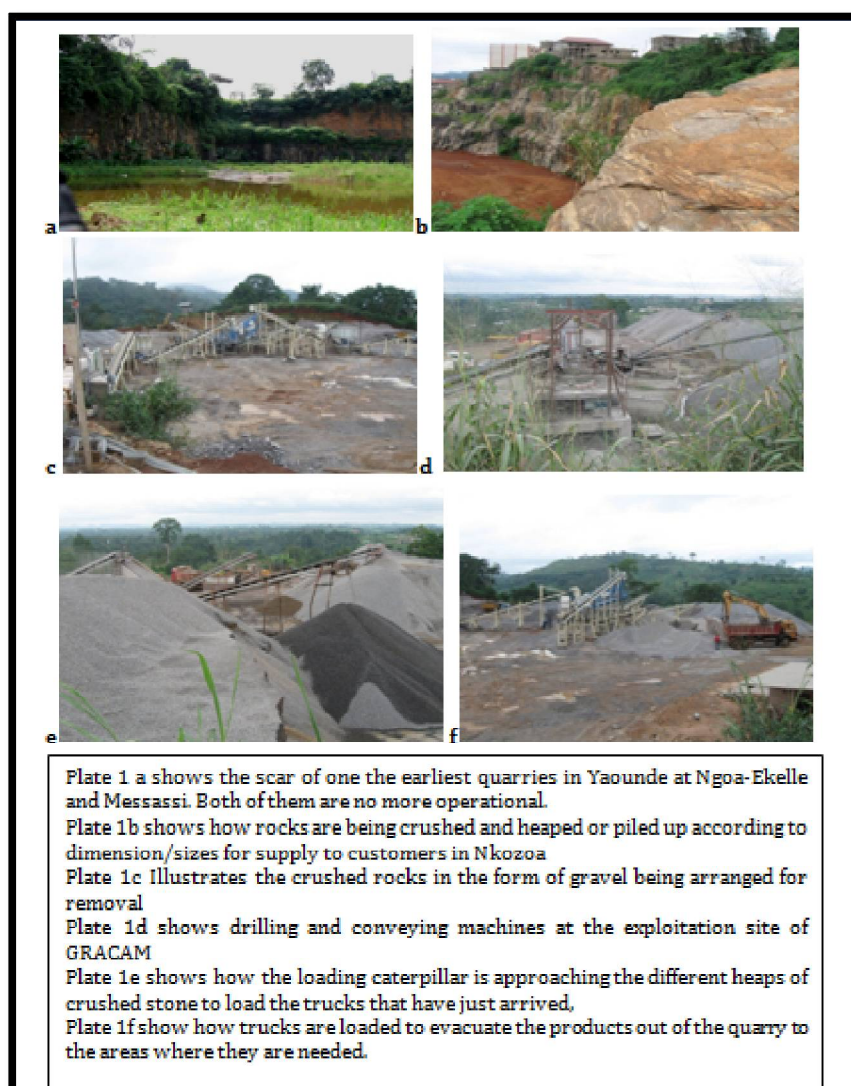 a
b
c
d
e
f
Plate 1 a shows the scar of one the earliest quarries in Yaounde at Ngoa-Ekelle
and Messassi. Both of them are no more operational.
Plate 1b shows how rocks are being crushed and heaped or piled up according to
dimension/sizes for supply to customers in Nkozoa
Plate 1c Illustrates the crushed rocks in the form of gravel being arranged for
removal
Plate 1d shows drilling and conveying machines at the exploitation site of
GRACAM
Plate 1e shows how the loading caterpillar is approaching the different heaps of
crushed stone to load the trucks that have just arrived,
Plate 1f show how trucks are loaded to evacuate the products out of the quarry to
the areas where they are needed.